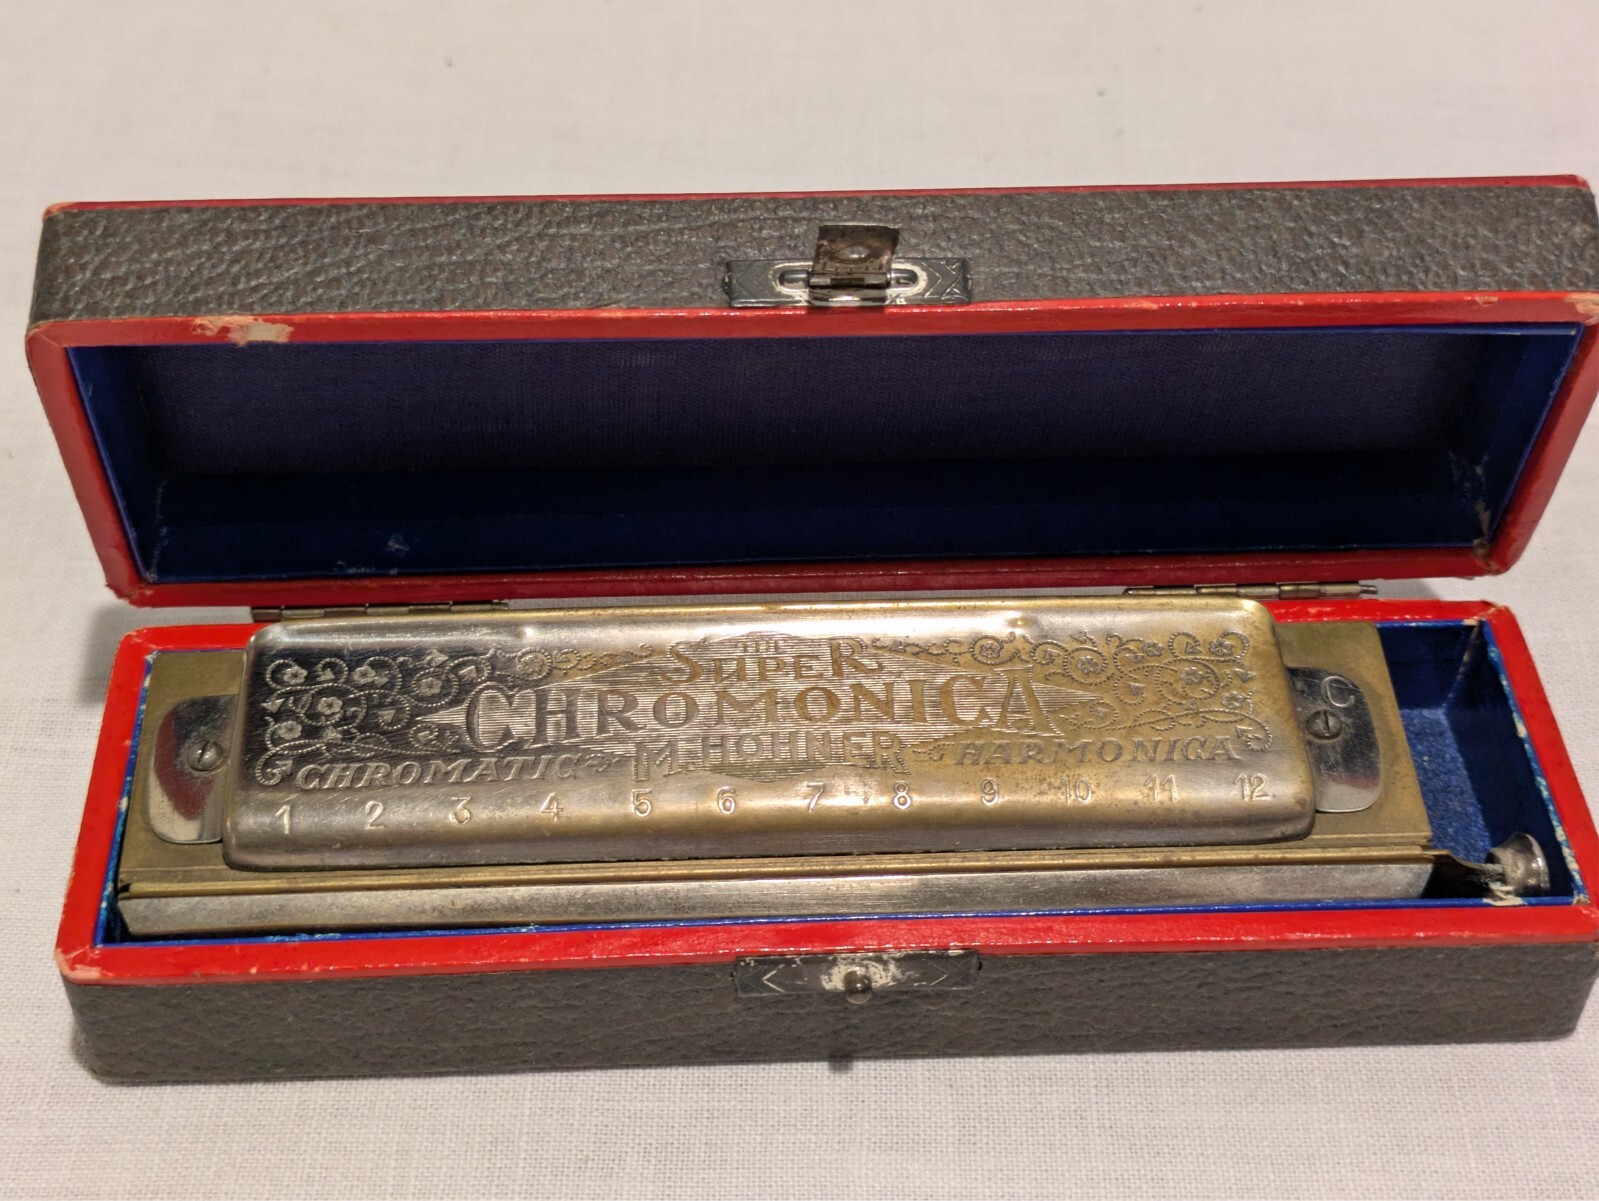 THE
SUPER
CHROMONICA
CHROMATIC M. HOHNER HARMONICA
1 2 3 4 5 6 7 8 9 10 11 12
C